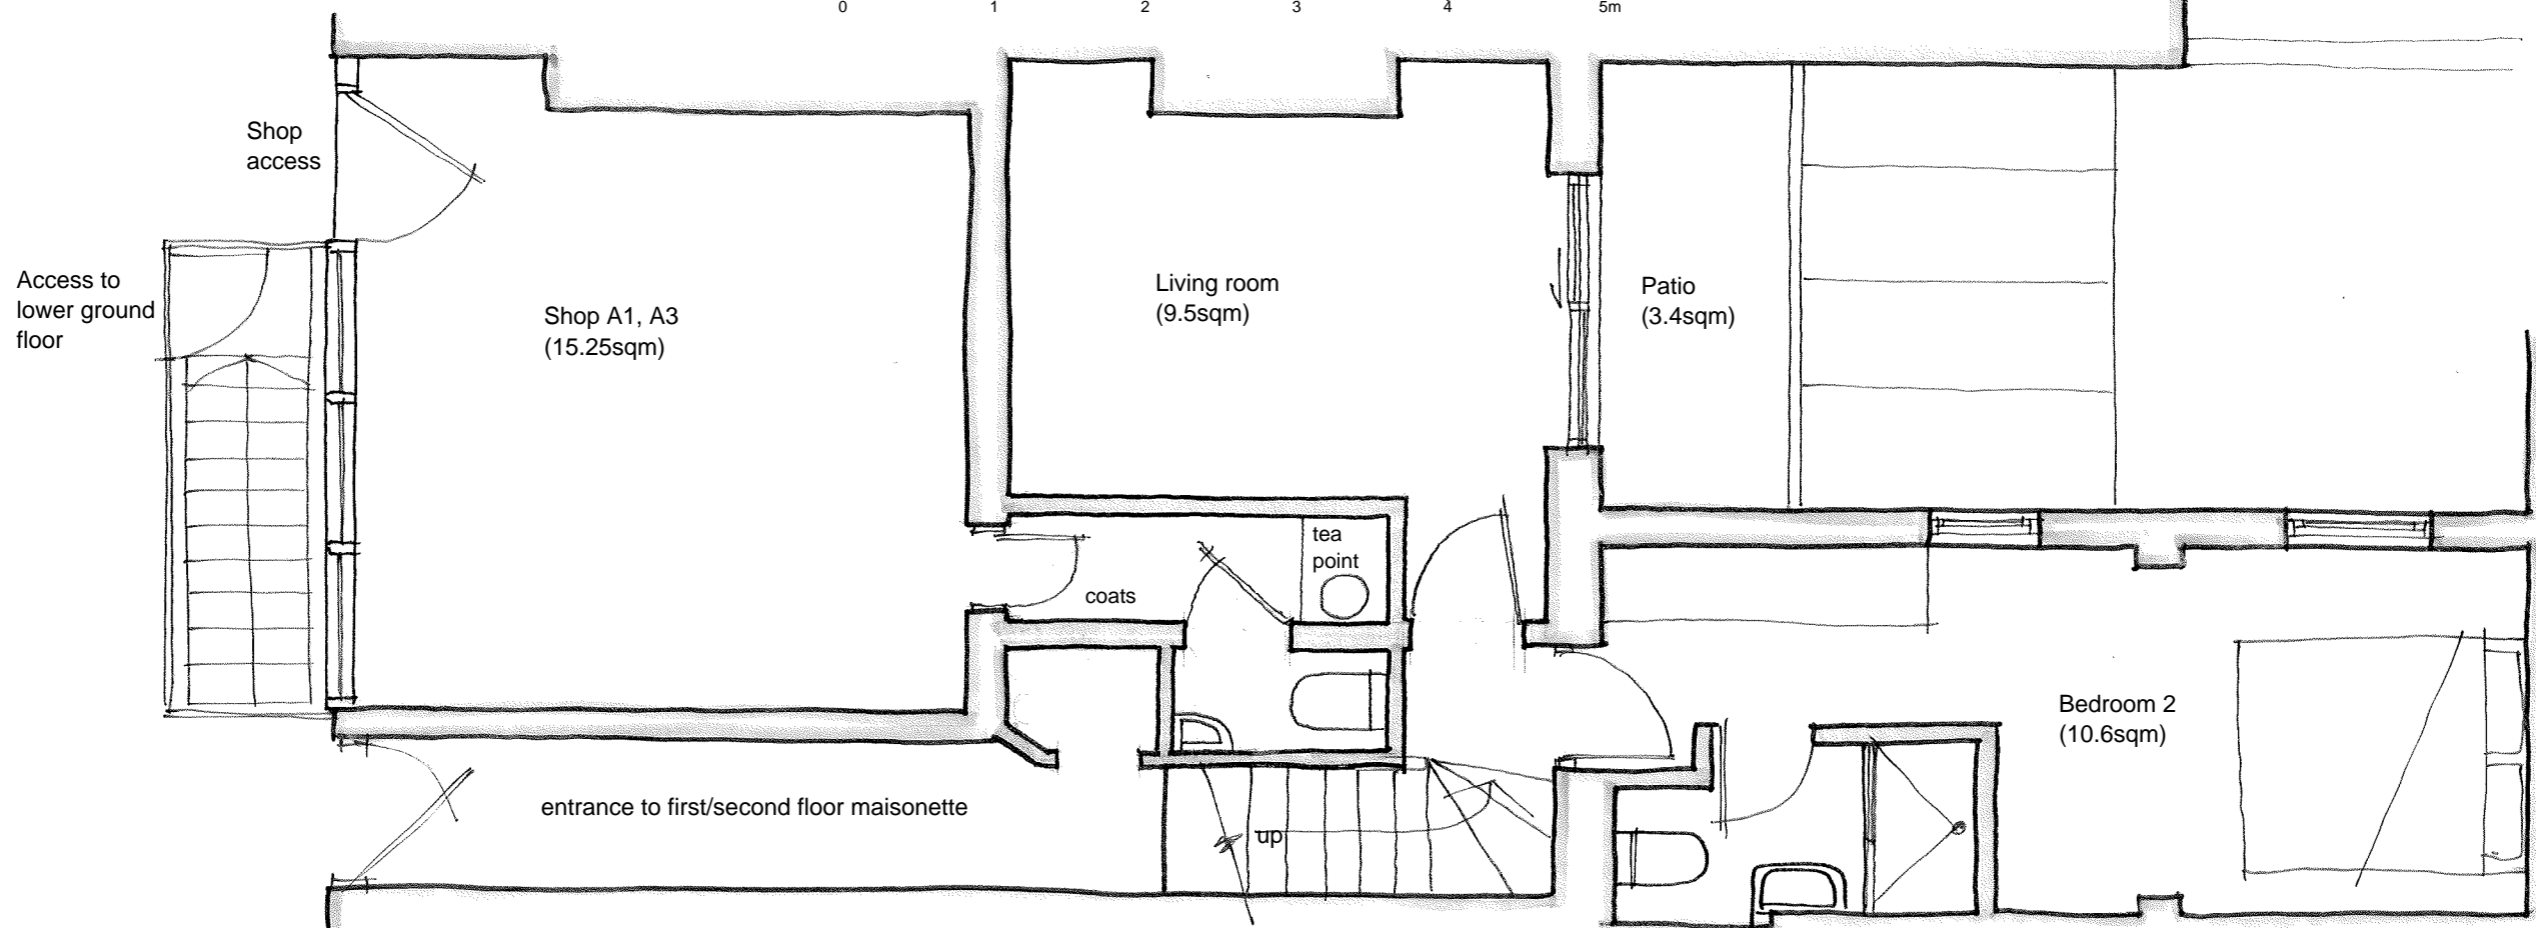 0 1 2 3 4 5m
Shop
access
Access to
lower ground
floor
Shop A1, A3
(15.25sqm)
Living room
(9.5sqm)
Patio
(3.4sqm)
tea
point
coats
Bedroom 2
(10.6sqm)
entrance to first/second floor maisonette
up